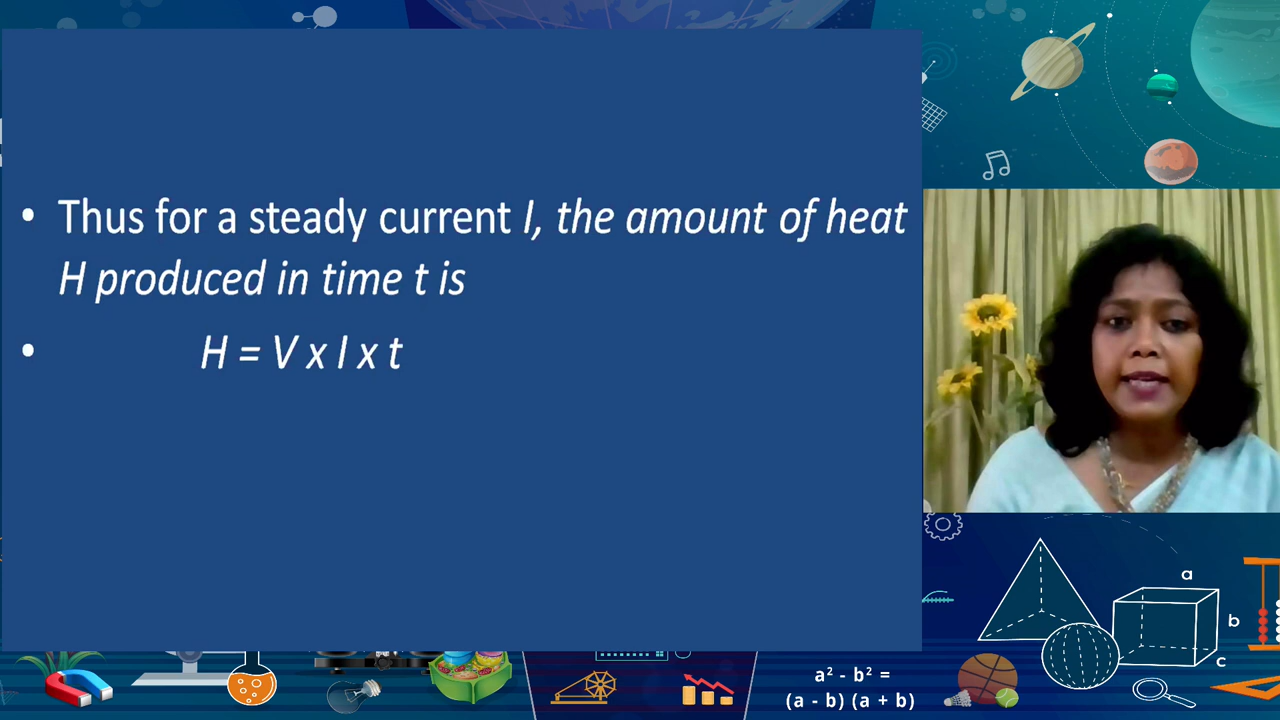 • Thus for a steady current I, the amount of heat
H produced in time t is
• H = V x I x t
a
b
c
a² - b² =
(a - b) (a + b)